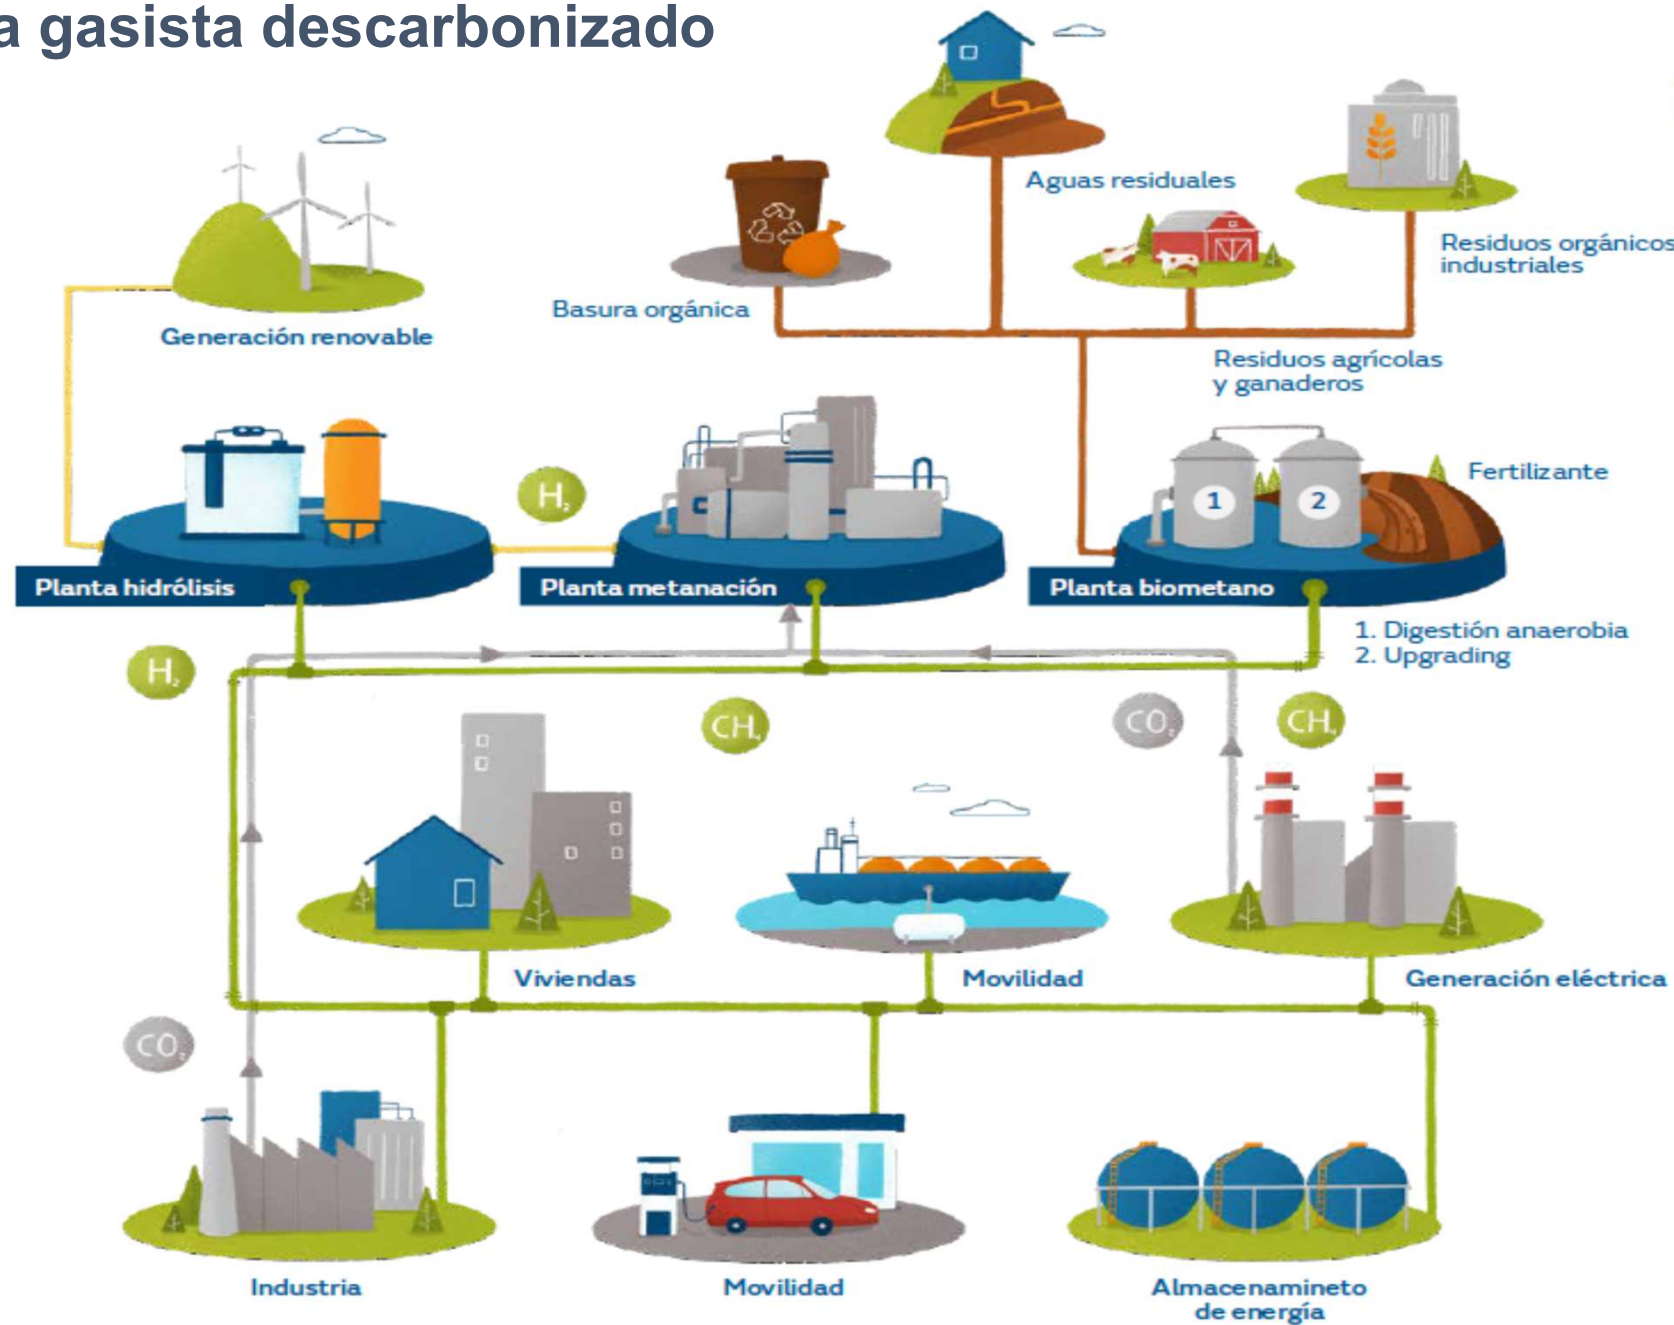 a gasista descarbonizado
Aguas residuales
Residuos orgánicos
industriales
Basura orgánica
Generación renovable
Residuos agrícolas
y ganaderos
Fertilizante
H₂
1
2
Planta hidrólisis
Planta metanación
Planta biometano
1. Digestión anaerobia
2. Upgrading
H₂
CH₄
CO₂
CH₄
Viviendas
Movilidad
Generación eléctrica
CO₂
Industria
Movilidad
Almacenamineto
de energía